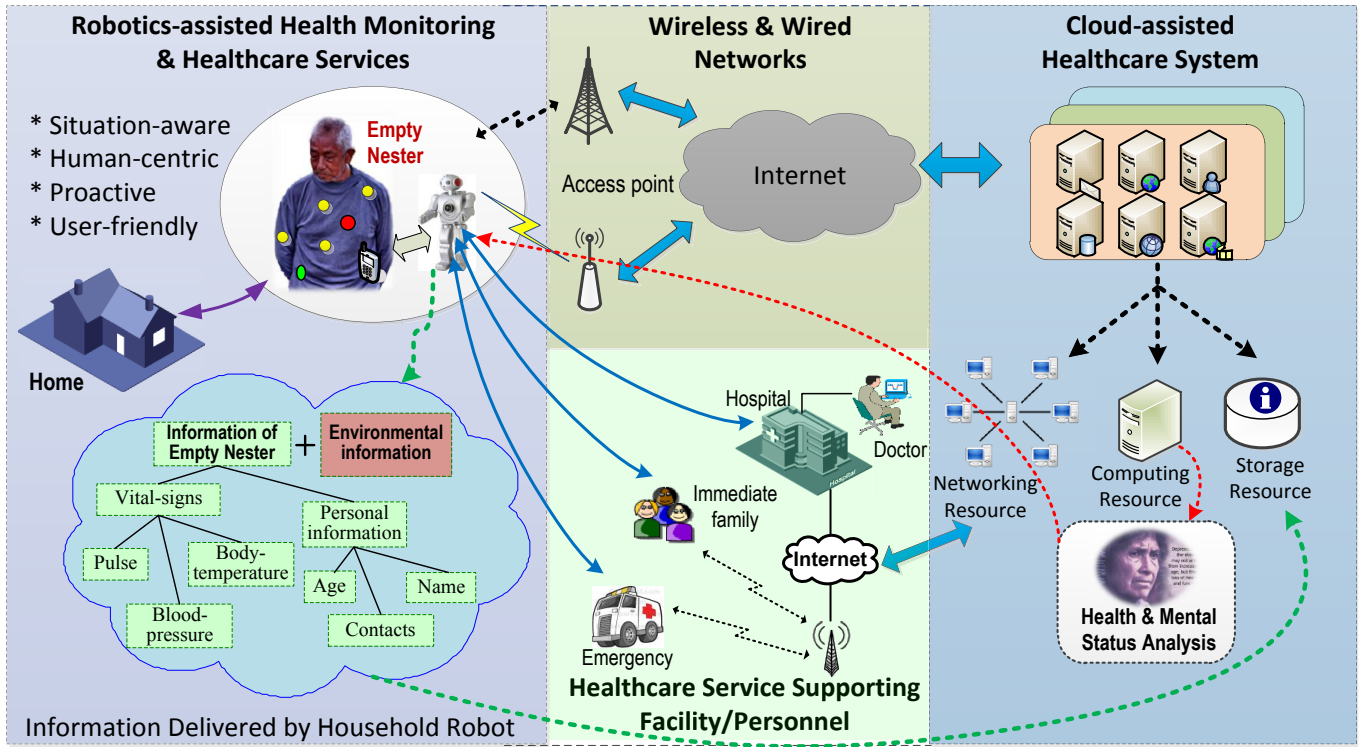 Robotics-assisted Health Monitoring
& Healthcare Services
* Situation-aware
* Human-centric
* Proactive
* User-friendly
Empty
Nester
Home
Information of
Empty Nester
+
Environmental
information
Vital-signs
Personal
information
Pulse
Body-
temperature
Age
Name
Blood-
pressure
Contacts
Information Delivered by Household Robot
Wireless & Wired
Networks
Access point
Internet
Hospital
Doctor
Hospital
Immediate
family
Internet
Emergency
Healthcare Service Supporting
Facility/Personnel
Cloud-assisted
Healthcare System
Networking
Resource
Computing
Resource
Storage
Resource
Health & Mental
Status Analysis